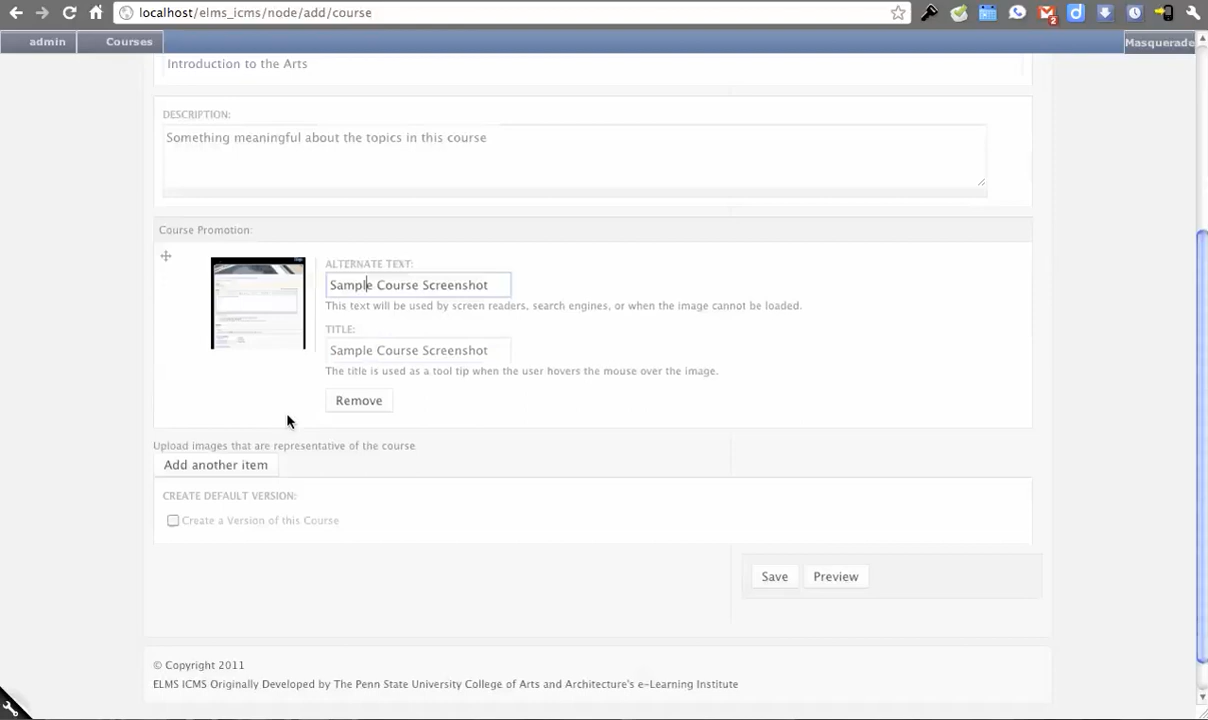 localhost/elms_icms/node/add/course
2
admin
Courses
Masquerade
Introduction to the Arts
DESCRIPTION:
Something meaningful about the topics in this course
Course Promotion:
ALTERNATE TEXT:
Sample Course Screenshot
This text will be used by screen readers, search engines, or when the image cannot be loaded.
TITLE:
Sample Course Screenshot
The title is used as a tool tip when the user hovers the mouse over the image.
Remove
Upload images that are representative of the course
Add another item
CREATE DEFAULT VERSION:
Create a Version of this Course
Save
Preview
© Copyright 2011
ELMS ICMS Originally Developed by The Penn State University College of Arts and Architecture's e-Learning Institute